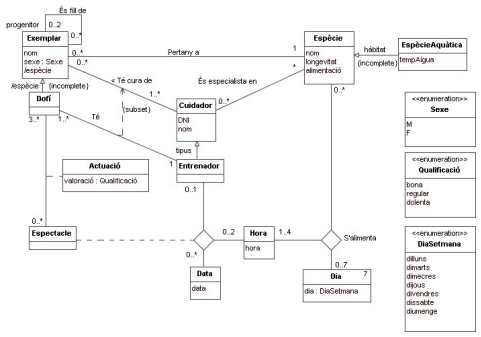 És fill de
progenitor
0..2
0..*
Exemplar
nom
sexe : Sexe
/espècie
0..*
Pertany a
1
0..*
Espècie
nom
longevitat
alimentació
hàbitat
(incomplete)
EspècieAquàtica
tempAigua
/espècie
(incomplete)
< Té cura de
(subset)
1..*
És especialista en
*
0..*
0..*
Dofí
3..*
1..*
Té
1
Cuidador
DNI
nom
tipus
Entrenador
0..1
<<enumeration>>
Sexe
M
F
Actuació
valoració : Qualificació
<<enumeration>>
Qualificació
bona
regular
dolenta
0..*
Espectacle
0..2
Hora
hora
1..4
S'alimenta
0..*
Data
data
0..7
7
Dia
dia : DiaSetmana
<<enumeration>>
DiaSetmana
dilluns
dimarts
dimecres
dijous
divendres
dissabte
diumenge